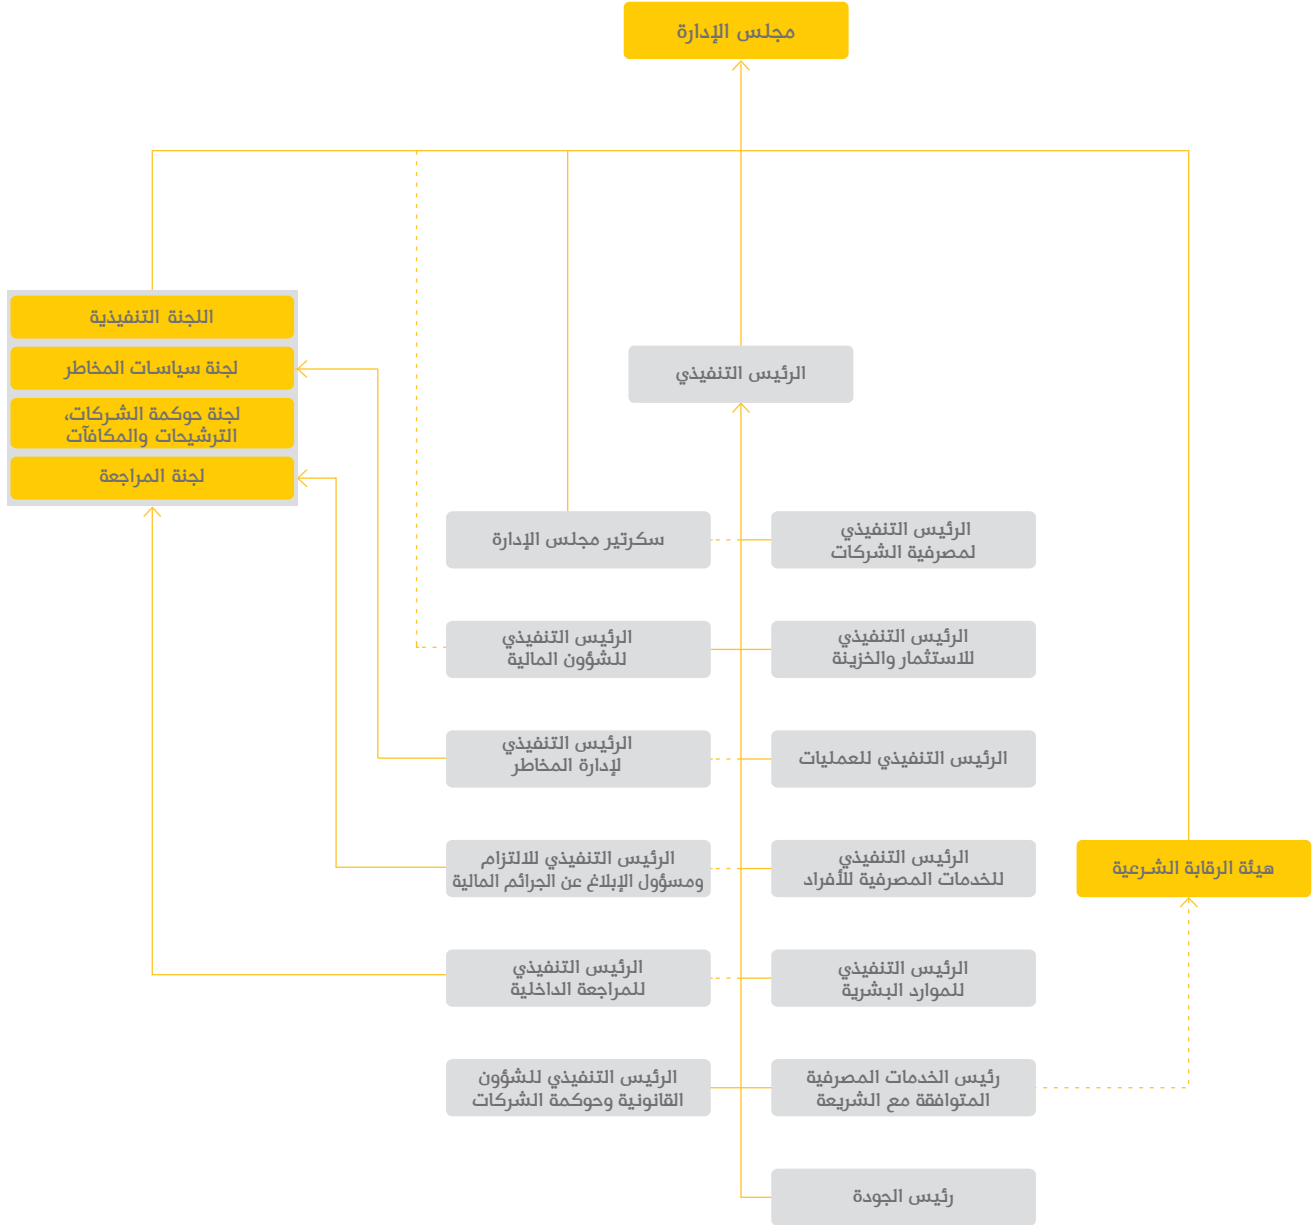 مجلس الإدارة
اللجنة التنفيذية
لجنة سياسات المخاطر
لجنة حوكمة الشركات،
الترشيحات والمكافآت
لجنة المراجعة
الرئيس التنفيذي
الرئيس التنفيذي
لمصرفية الشركات
سكرتير مجلس الإدارة
الرئيس التنفيذي
للاستثمار والخزينة
الرئيس التنفيذي
للشؤون المالية
الرئيس التنفيذي للعمليات
الرئيس التنفيذي
لإدارة المخاطر
هيئة الرقابة الشرعية
الرئيس التنفيذي
للخدمات المصرفية للأفراد
الرئيس التنفيذي للالتزام
ومسؤول الإبلاغ عن الجرائم المالية
الرئيس التنفيذي
للموارد البشرية
الرئيس التنفيذي
للمراجعة الداخلية
رئيس الخدمات المصرفية
المتوافقة مع الشريعة
الرئيس التنفيذي للشؤون
القانونية وحوكمة الشركات
رئيس الجودة